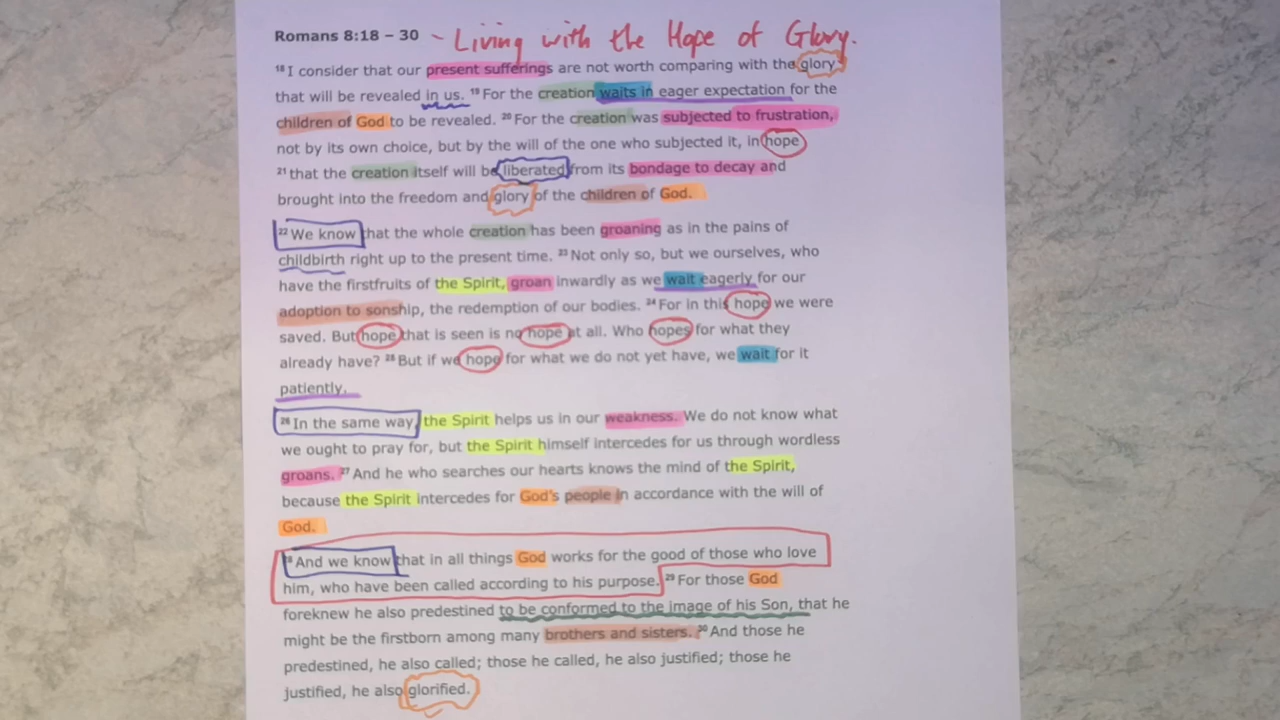 Romans 8:18 – 30 ~ Living with the Hope of Glory.
18 I consider that our present sufferings are not worth comparing with the glory
that will be revealed in us. 19 For the creation waits in eager expectation for the
children of God to be revealed. 20 For the creation was subjected to frustration,
not by its own choice, but by the will of the one who subjected it, in hope
21 that the creation itself will be liberated from its bondage to decay and
brought into the freedom and glory of the children of God.
22 We know that the whole creation has been groaning as in the pains of
childbirth right up to the present time. 23 Not only so, but we ourselves, who
have the firstfruits of the Spirit, groan inwardly as we wait eagerly for our
adoption to sonship, the redemption of our bodies. 24 For in this hope we were
saved. But hope that is seen is no hope at all. Who hopes for what they
already have? 25 But if we hope for what we do not yet have, we wait for it
patiently.
26 In the same way, the Spirit helps us in our weakness. We do not know what
we ought to pray for, but the Spirit himself intercedes for us through wordless
groans. 27 And he who searches our hearts knows the mind of the Spirit,
because the Spirit intercedes for God's people in accordance with the will of
God.
28 And we know that in all things God works for the good of those who love
him, who have been called according to his purpose. 29 For those God
foreknew he also predestined to be conformed to the image of his Son, that he
might be the firstborn among many brothers and sisters. 30 And those he
predestined, he also called; those he called, he also justified; those he
justified, he also glorified.